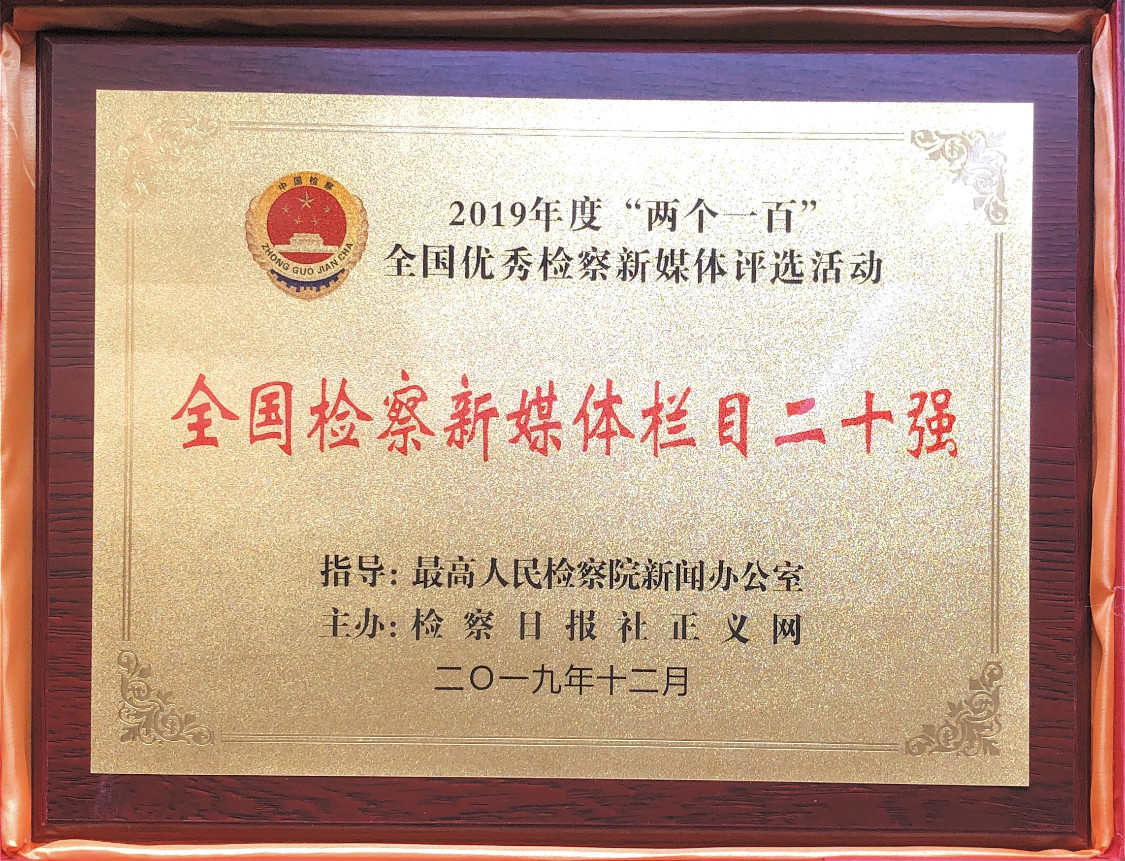 中国检察
ZHONG GUO JIAN CHA
2019年度“两个一百”
全国优秀检察新媒体评选活动
全国检察新媒体栏目二十强
指导：最高人民检察院新闻办公室
主办：检察日报社正义网
二〇一九年十二月